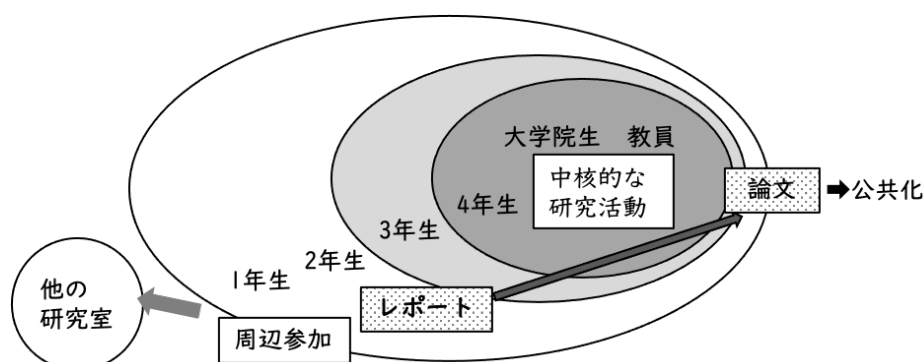 大学院生 教員
中核的な
研究活動
論文
➡公共化
4年生
3年生
2年生
1年生
レポート
他の
研究室
周辺参加